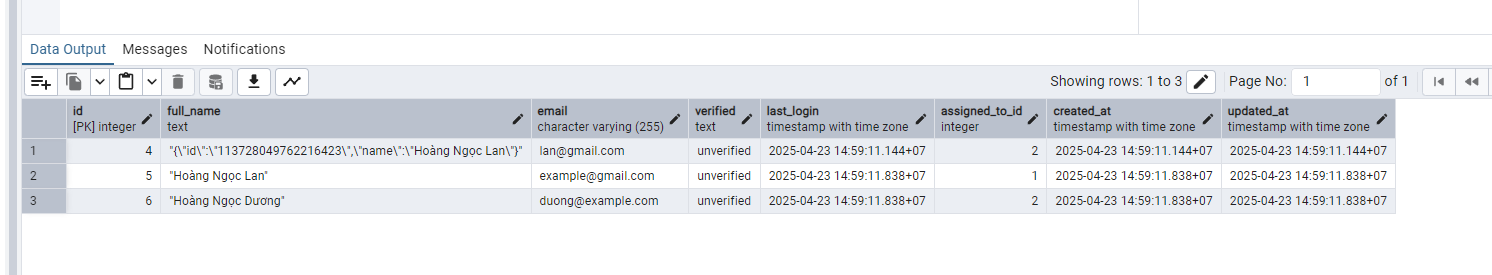 Data Output Messages Notifications
Showing rows: 1 to 3 Page No: 1 of 1
id full_name email verified last_login assigned_to_id created_at updated_at
[PK] integer text character varying (255) text timestamp with time zone integer timestamp with time zone timestamp with time zone
1 4 "{\"id\":\"113728049762216423\",\"name\":\"Hoàng Ngọc Lan\"}" lan@gmail.com unverified 2025-04-23 14:59:11.144+07 2 2025-04-23 14:59:11.144+07 2025-04-23 14:59:11.144+07
2 5 "Hoàng Ngọc Lan" example@gmail.com unverified 2025-04-23 14:59:11.838+07 1 2025-04-23 14:59:11.838+07 2025-04-23 14:59:11.838+07
3 6 "Hoàng Ngọc Dương" duong@example.com unverified 2025-04-23 14:59:11.838+07 2 2025-04-23 14:59:11.838+07 2025-04-23 14:59:11.838+07